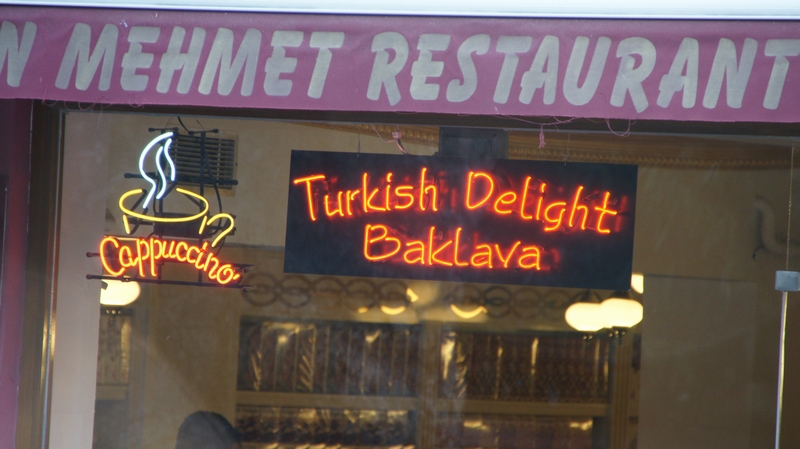 N MEHMET RESTAURANT
Cappuccino
Turkish Delight
Baklava